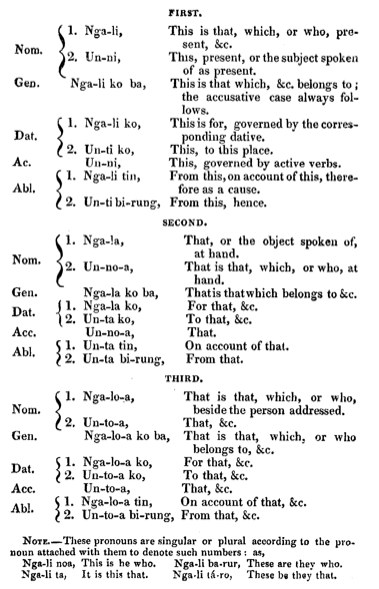 FIRST.
Nom. { 1. Nga-li, This is that, which, or who, pre-
sent, &c.
2. Un-ni, This, present, or the subject spoken
of as present.
Gen. Nga-li ko ba, This is that which, &c. belongs to ;
the accusative case always fol-
lows.
Dat. { 1. Nga-li ko, This is for, governed by the corres-
ponding dative.
2. Un-ti ko, This, to this place.
Ac. Un-ni, This, governed by active verbs.
Abl. { 1. Nga-li tin, From this, on account of this, there-
fore as a cause.
2. Un-ti bi-rung, From this, hence.
SECOND.
Nom. { 1. Nga-la, That, or the object spoken of,
at hand.
2. Un-no-a, That is that, which, or who, at
hand.
Gen. Nga-la ko ba, That is that which belongs to &c.
Dat. { 1. Nga-la ko, For that, &c.
2. Un-ta ko, To that, &c.
Acc. Un-no-a, That.
Abl. { 1. Un-ta tin, On account of that.
2. Un-ta bi-rung, From that.
THIRD.
Nom. { 1. Nga-lo-a, That is that, which, or who,
beside the person addressed.
2. Un-to-a, That, &c.
Gen. Nga-lo-a ko ba, That is that, which, or who
belongs to, &c.
Dat. { 1. Nga-lo-a ko, For that, &c.
2. Un-to-a ko, To that, &c.
Acc. Un-to-a, That, &c.
Abl. { 1. Nga-lo-a tin, On account of that, &c.
2. Un-to-a bi-rung, From that, &c.
NOTE.—These pronouns are singular or plural according to the pro-
noun attached with them to denote such numbers : as,
Nga-li noa, This is he who. Nga-li ba-rur, These are they who.
Nga-li ta, It is this that. Nga-li tá-ro, These be they that.